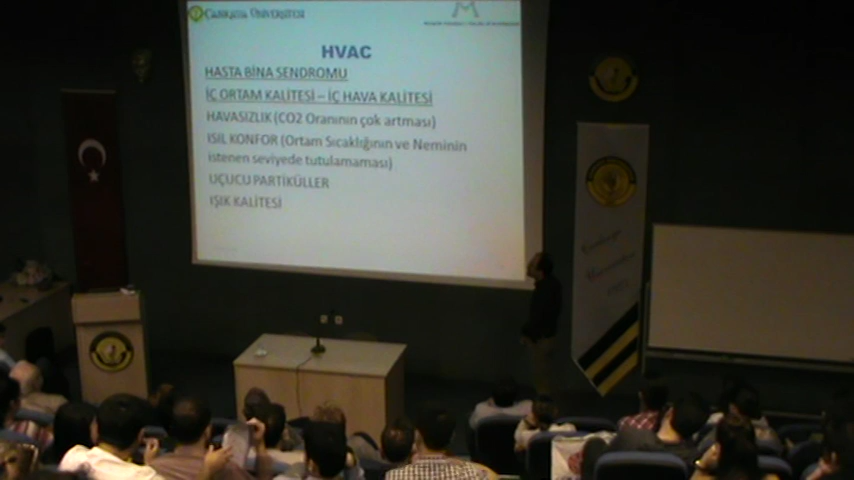 ÇANKAYA ÜNİVERSİTESİ
HVAC
HASTA BİNA SENDROMU
İÇ ORTAM KALİTESİ – İÇ HAVA KALİTESİ
HAVASIZLIK (CO2 Oranının çok artması)
ISIL KONFOR (Ortam Sıcaklığının ve Neminin
istenen seviyede tutulamaması)
UÇUCU PARTİKÜLLER
IŞIK KALİTESİ